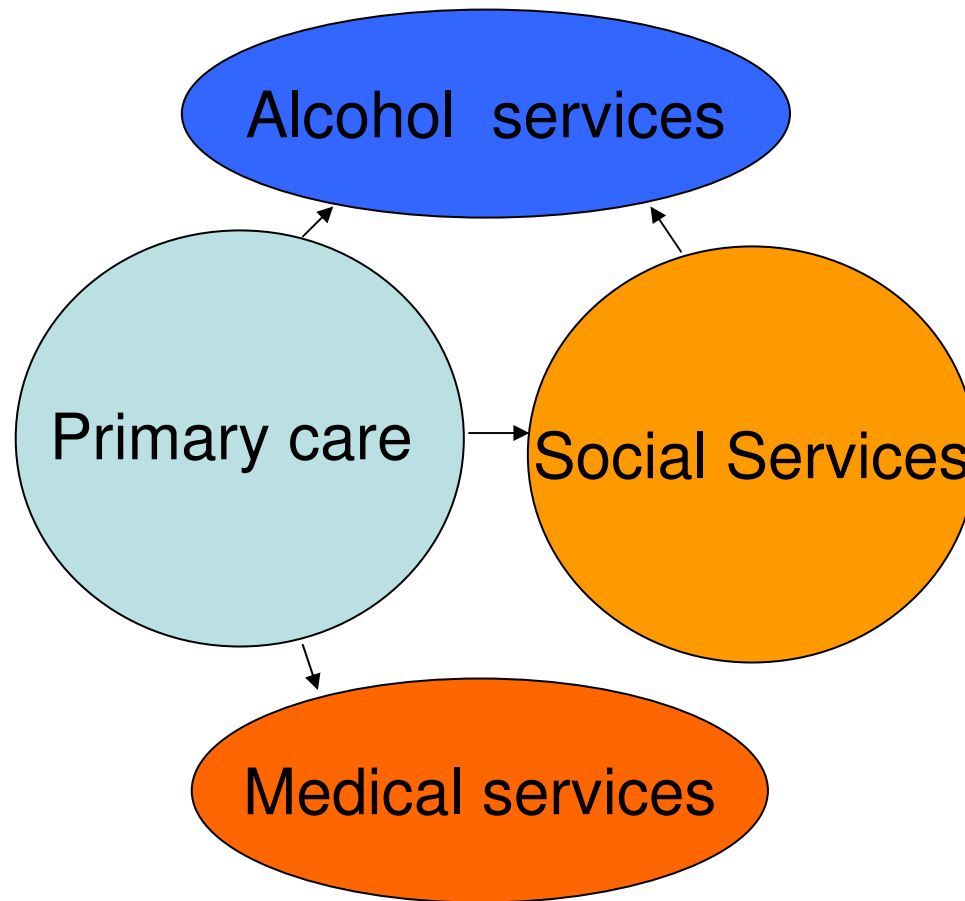 Alcohol  services
Primary care
Social Services
Medical services